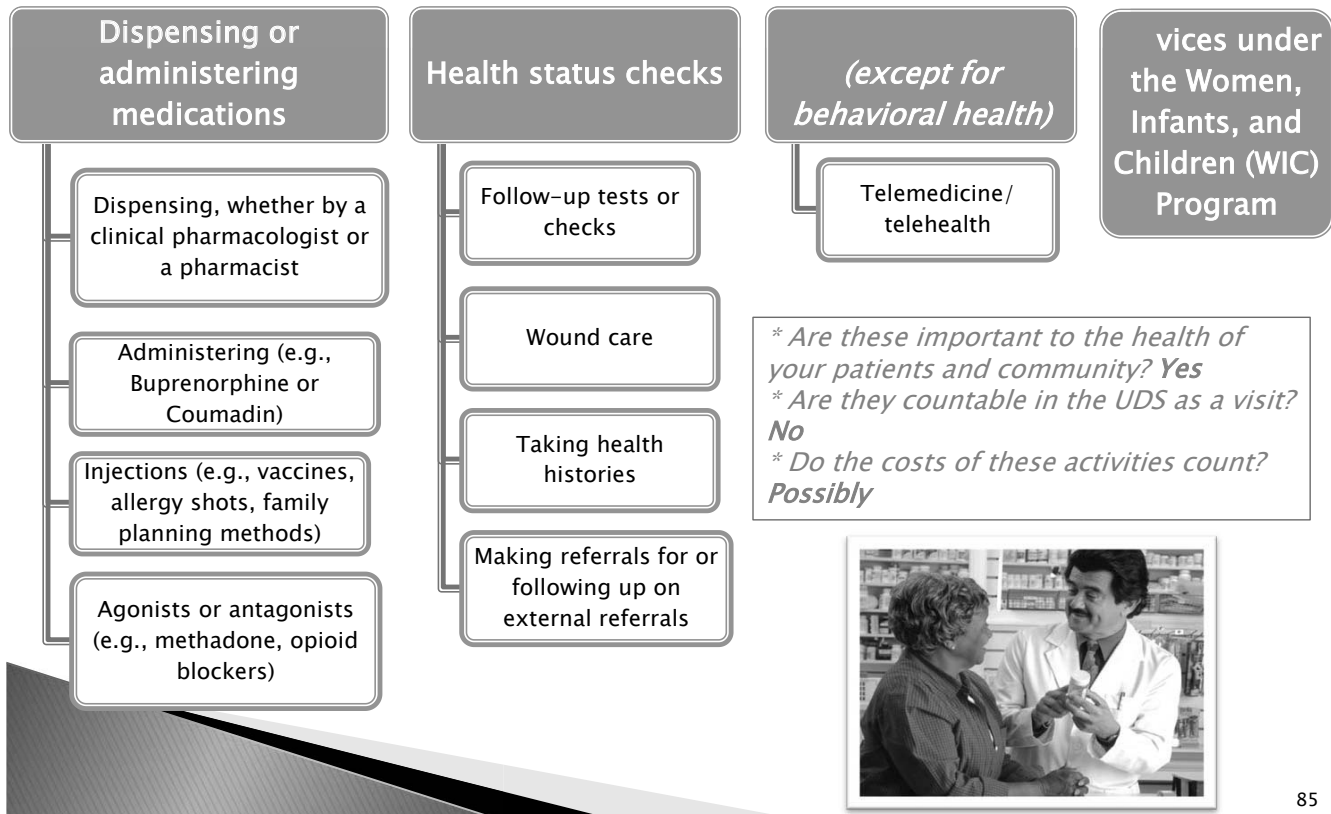 Dispensing or
administering
medications
Dispensing, whether by a
clinical pharmacologist or
a pharmacist
Administering (e.g.,
Buprenorphine or
Coumadin)
Injections (e.g., vaccines,
allergy shots, family
planning methods)
Agonists or antagonists
(e.g., methadone, opioid
blockers)
Health status checks
Follow-up tests or
checks
Wound care
Taking health
histories
Making referrals for or
following up on
external referrals
(except for
behavioral health)
Telemedicine/
telehealth
vices under
the Women,
Infants, and
Children (WIC)
Program
* Are these important to the health of
your patients and community? Yes
* Are they countable in the UDS as a visit?
No
* Do the costs of these activities count?
Possibly
85